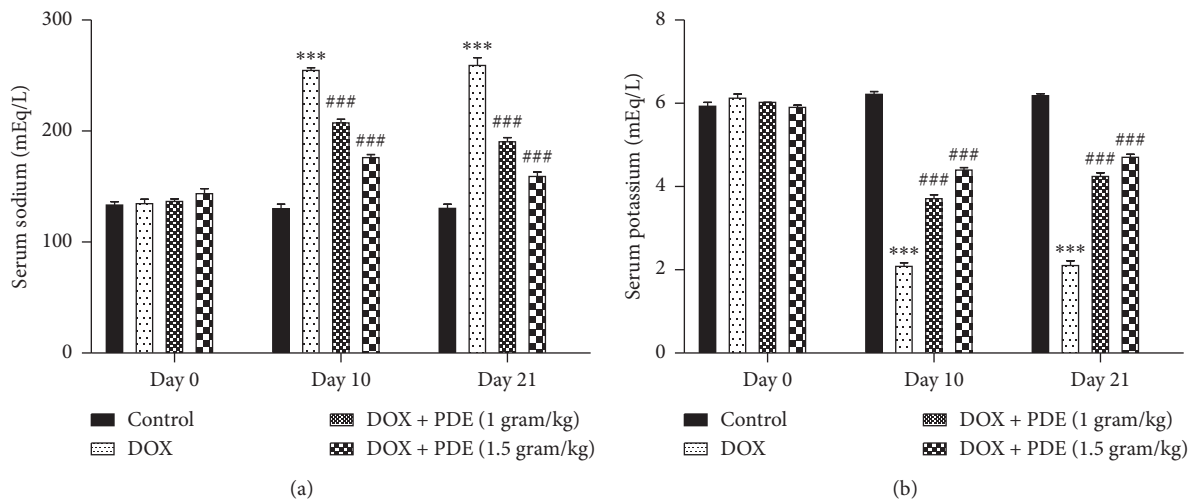 Serum sodium (mEq/L)
300
200
100
0
***
###
###
***
###
###
Day 0
Day 10
Day 21
Control
DOX
DOX + PDE (1 gram/kg)
DOX + PDE (1.5 gram/kg)
(a)
Serum potassium (mEq/L)
8
6
4
2
0
***
###
###
***
###
###
Day 0
Day 10
Day 21
Control
DOX
DOX + PDE (1 gram/kg)
DOX + PDE (1.5 gram/kg)
(b)